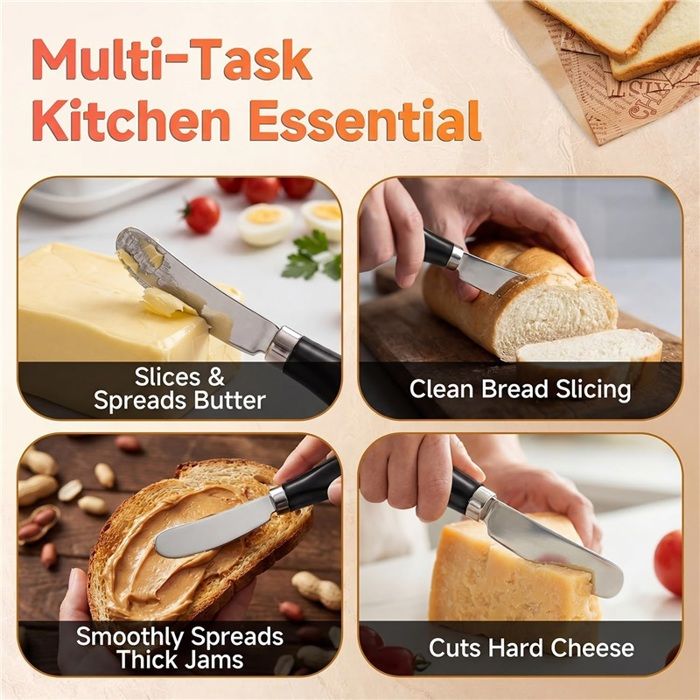 Multi-Task
Kitchen Essential
Slices &
Spreads Butter
Clean Bread Slicing
Smoothly Spreads
Thick Jams
Cuts Hard Cheese